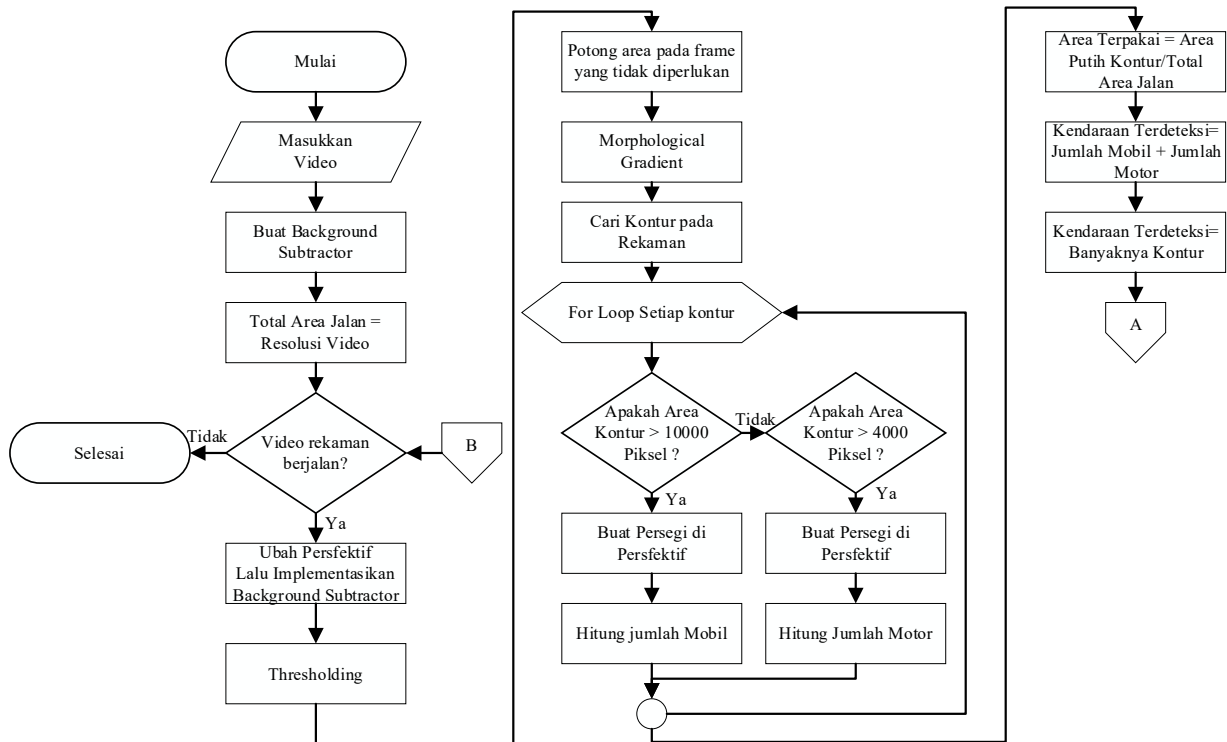 Mulai
Masukkan
Video
Buat Background
Subtractor
Total Area Jalan =
Resolusi Video
Video rekaman
berjalan?
Tidak
Selesai
B
Ya
Ubah Persfektif
Lalu Implementasikan
Background Subtractor
Thresholding
Potong area pada frame
yang tidak diperlukan
Morphological
Gradient
Cari Kontur pada
Rekaman
For Loop Setiap kontur
Apakah Area
Kontur > 10000
Piksel ?
Tidak
Apakah Area
Kontur > 4000
Piksel ?
Ya
Ya
Buat Persegi di
Persfektif
Buat Persegi di
Persfektif
Hitung jumlah Mobil
Hitung Jumlah Motor
Area Terpakai = Area
Putih Kontur/Total
Area Jalan
Kendaraan Terdeteksi=
Jumlah Mobil + Jumlah
Motor
Kendaraan Terdeteksi=
Banyaknya Kontur
A